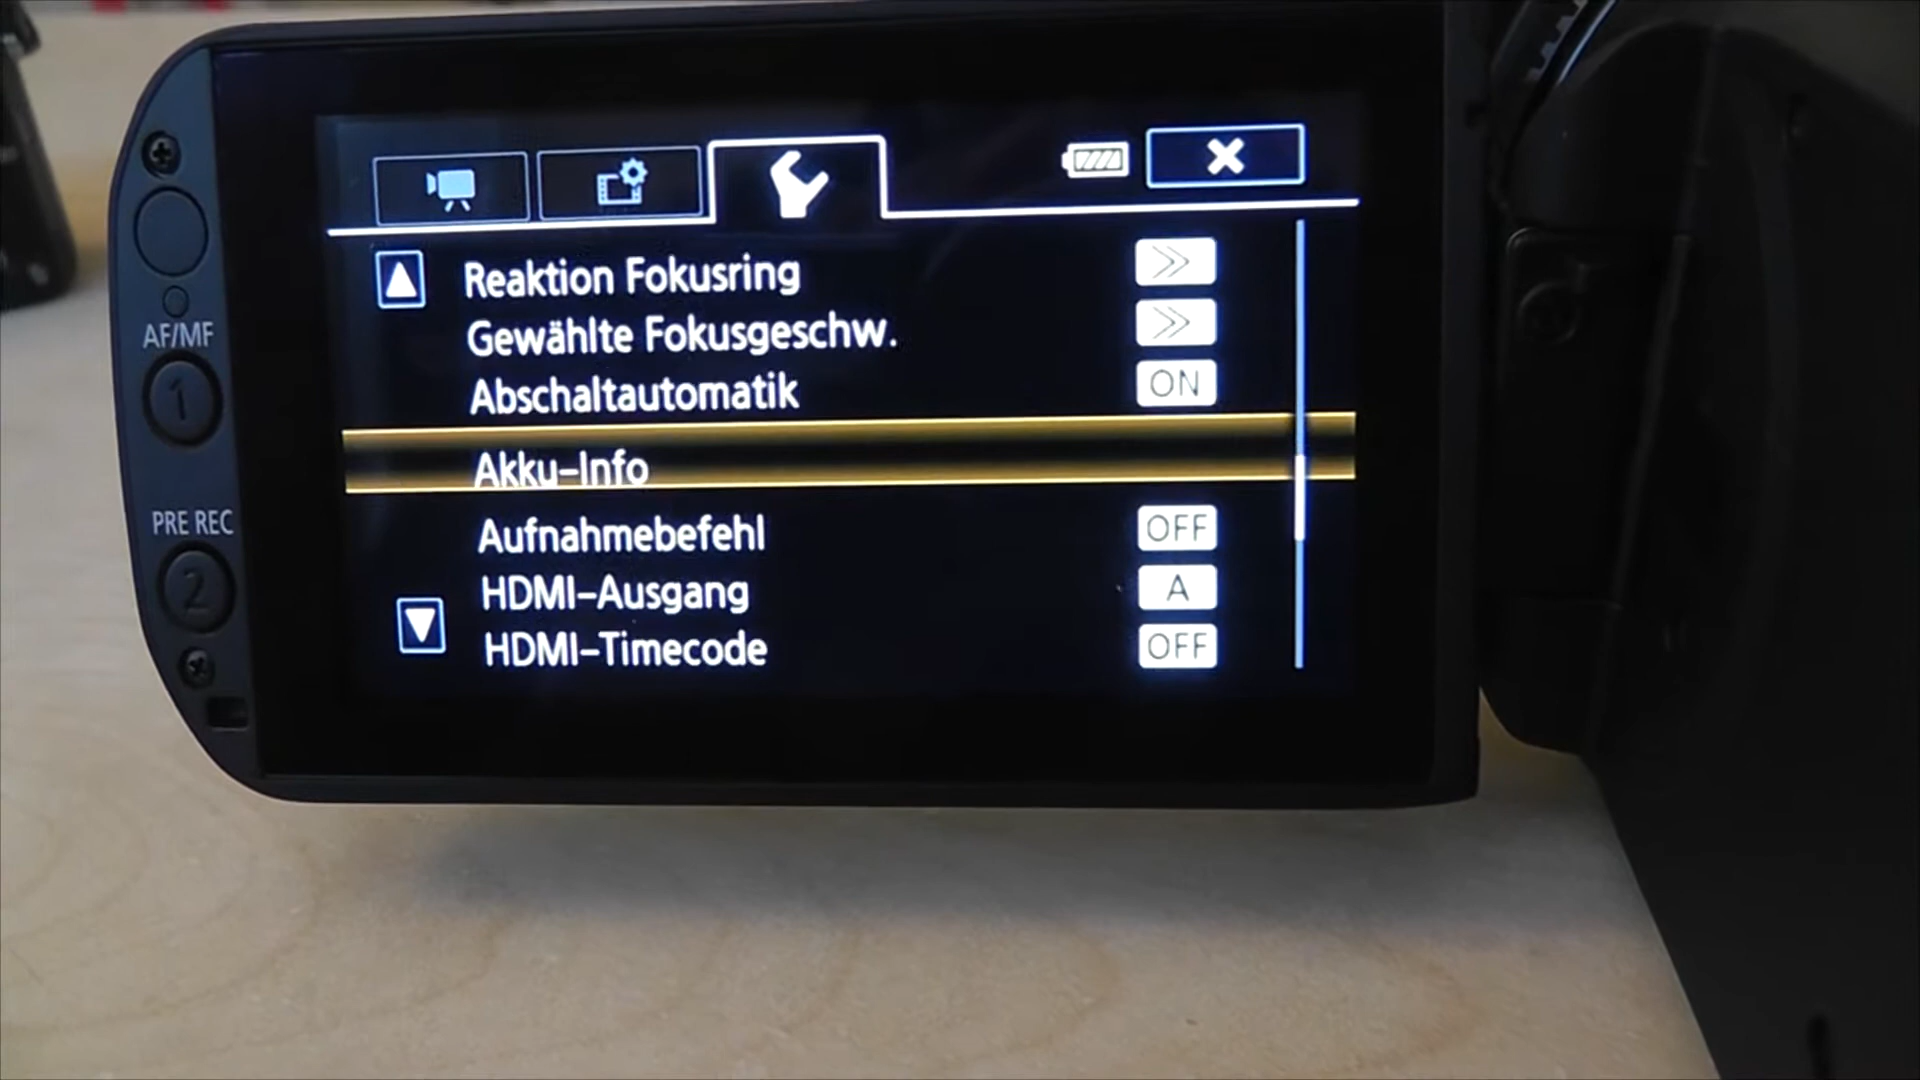 AF/MF
1
PRE REC
2
Reaktion Fokusring
Gewählte Fokusgeschw.
Abschaltautomatik ON
Akku-Info
Aufnahmebefehl OFF
HDMI-Ausgang A
HDMI-Timecode OFF